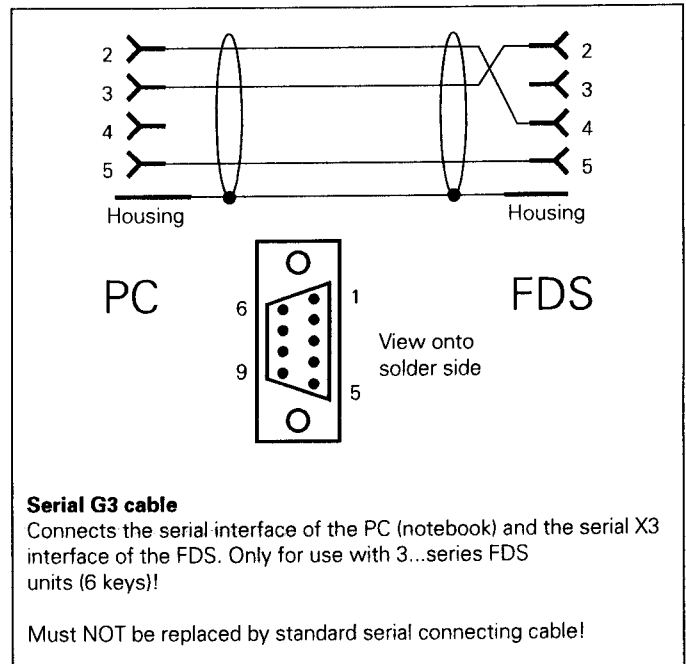 2 2
3 3
4 4
5 5
Housing Housing
PC FDS
6 1
View onto
9 solder side
5
Serial G3 cable
Connects the serial interface of the PC (notebook) and the serial X3
interface of the FDS. Only for use with 3...series FDS
units (6 keys)!
Must NOT be replaced by standard serial connecting cable!